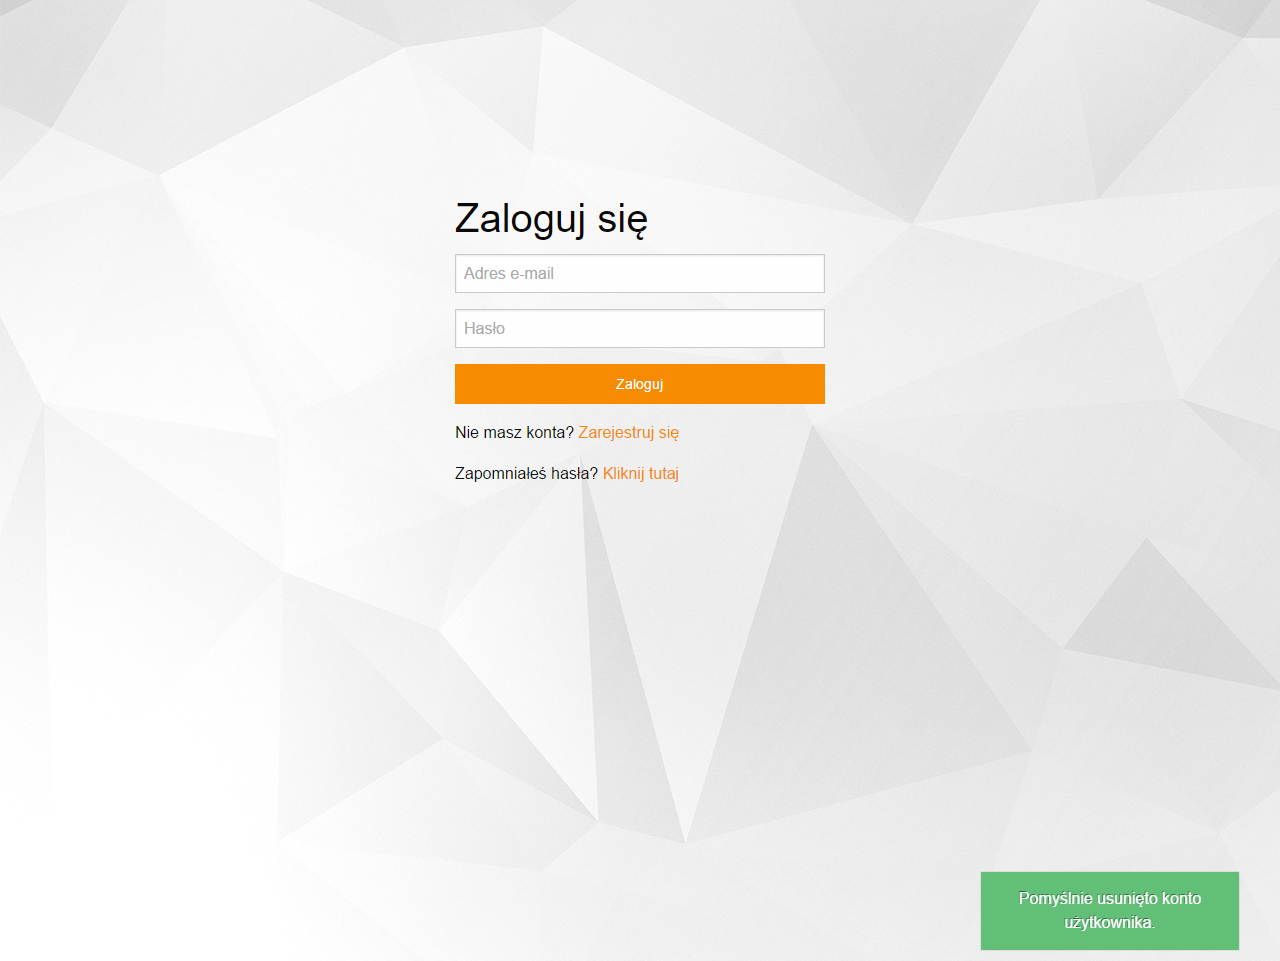 Zaloguj się
Adres e-mail
Hasło
Zaloguj
Nie masz konta? Zarejestruj się
Zapomniałeś hasła? Kliknij tutaj
Pomyślnie usunięto konto
użytkownika.